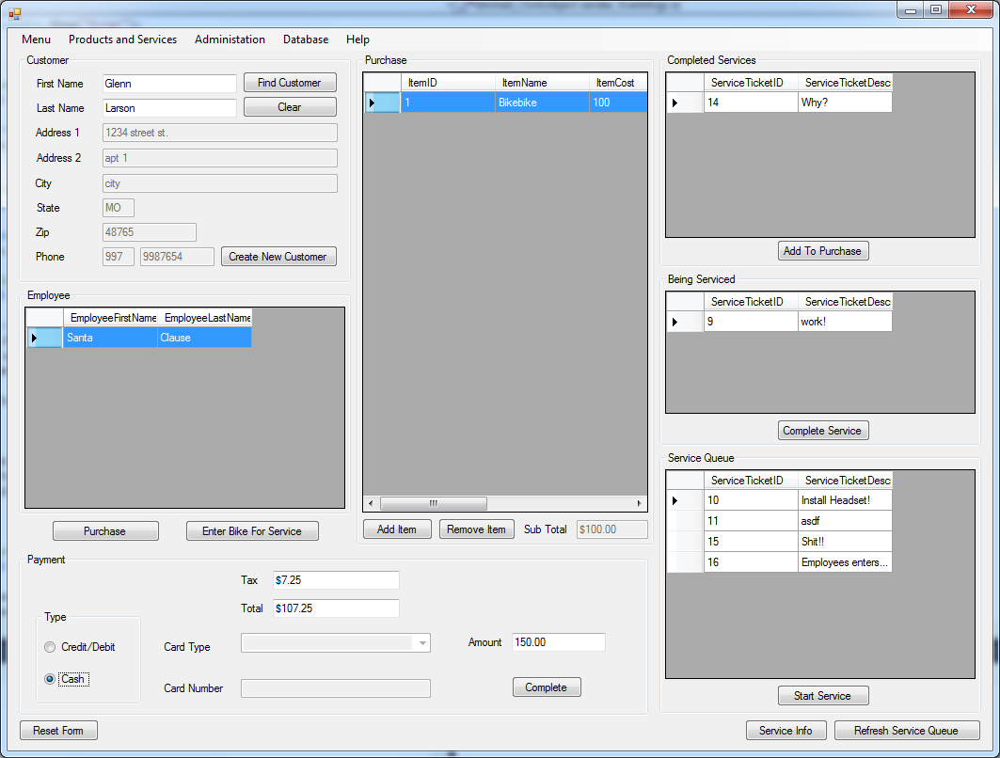 Menu Products and Services Administation Database Help
Customer
First Name Glenn Find Customer
Last Name Larson Clear
Address 1 1234 street st.
Address 2 apt 1
City city
State MO
Zip 48765
Phone 997 9987654 Create New Customer
Employee
EmployeeFirstName EmployeeLastName
Santa Clause
Purchase Enter Bike For Service
Purchase
ItemID ItemName ItemCost
1 Bikebike 100
Add Item Remove Item Sub Total $100.00
Completed Services
ServiceTicketID ServiceTicketDesc
14 Why?
Add To Purchase
Being Serviced
ServiceTicketID ServiceTicketDesc
9 work!
Complete Service
Service Queue
ServiceTicketID ServiceTicketDesc
10 Install Headset!
11 asdf
15 Shit!!
16 Employees enters...
Start Service
Payment
Tax $7.25
Total $107.25
Type
Credit/Debit
Cash
Card Type
Card Number
Amount 150.00
Complete
Reset Form Service Info Refresh Service Queue